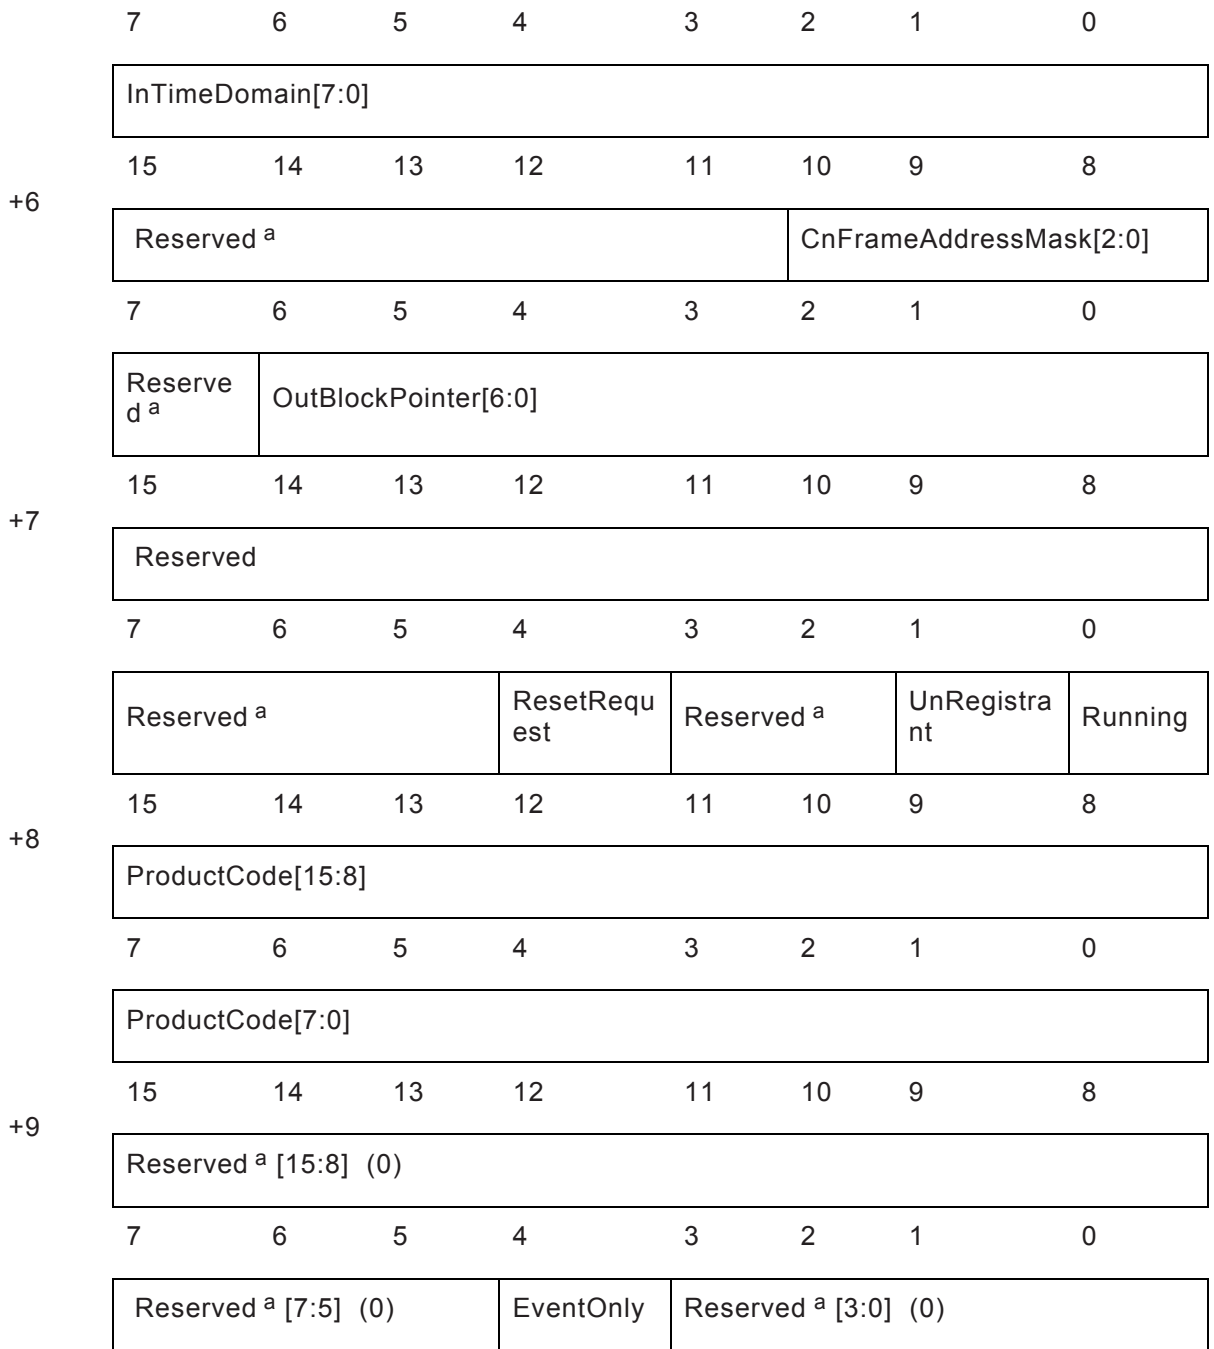 7 6 5 4 3 2 1 0
InTimeDomain[7:0]
15 14 13 12 11 10 9 8
+6
Reserved a CnFrameAddressMask[2:0]
7 6 5 4 3 2 1 0
Reserve
d a
OutBlockPointer[6:0]
15 14 13 12 11 10 9 8
+7
Reserved
7 6 5 4 3 2 1 0
Reserved a
ResetRequ
est
Reserved a
UnRegistra
nt
Running
15 14 13 12 11 10 9 8
+8
ProductCode[15:8]
7 6 5 4 3 2 1 0
ProductCode[7:0]
15 14 13 12 11 10 9 8
+9
Reserved a [15:8] (0)
7 6 5 4 3 2 1 0
Reserved a [7:5] (0) EventOnly Reserved a [3:0] (0)